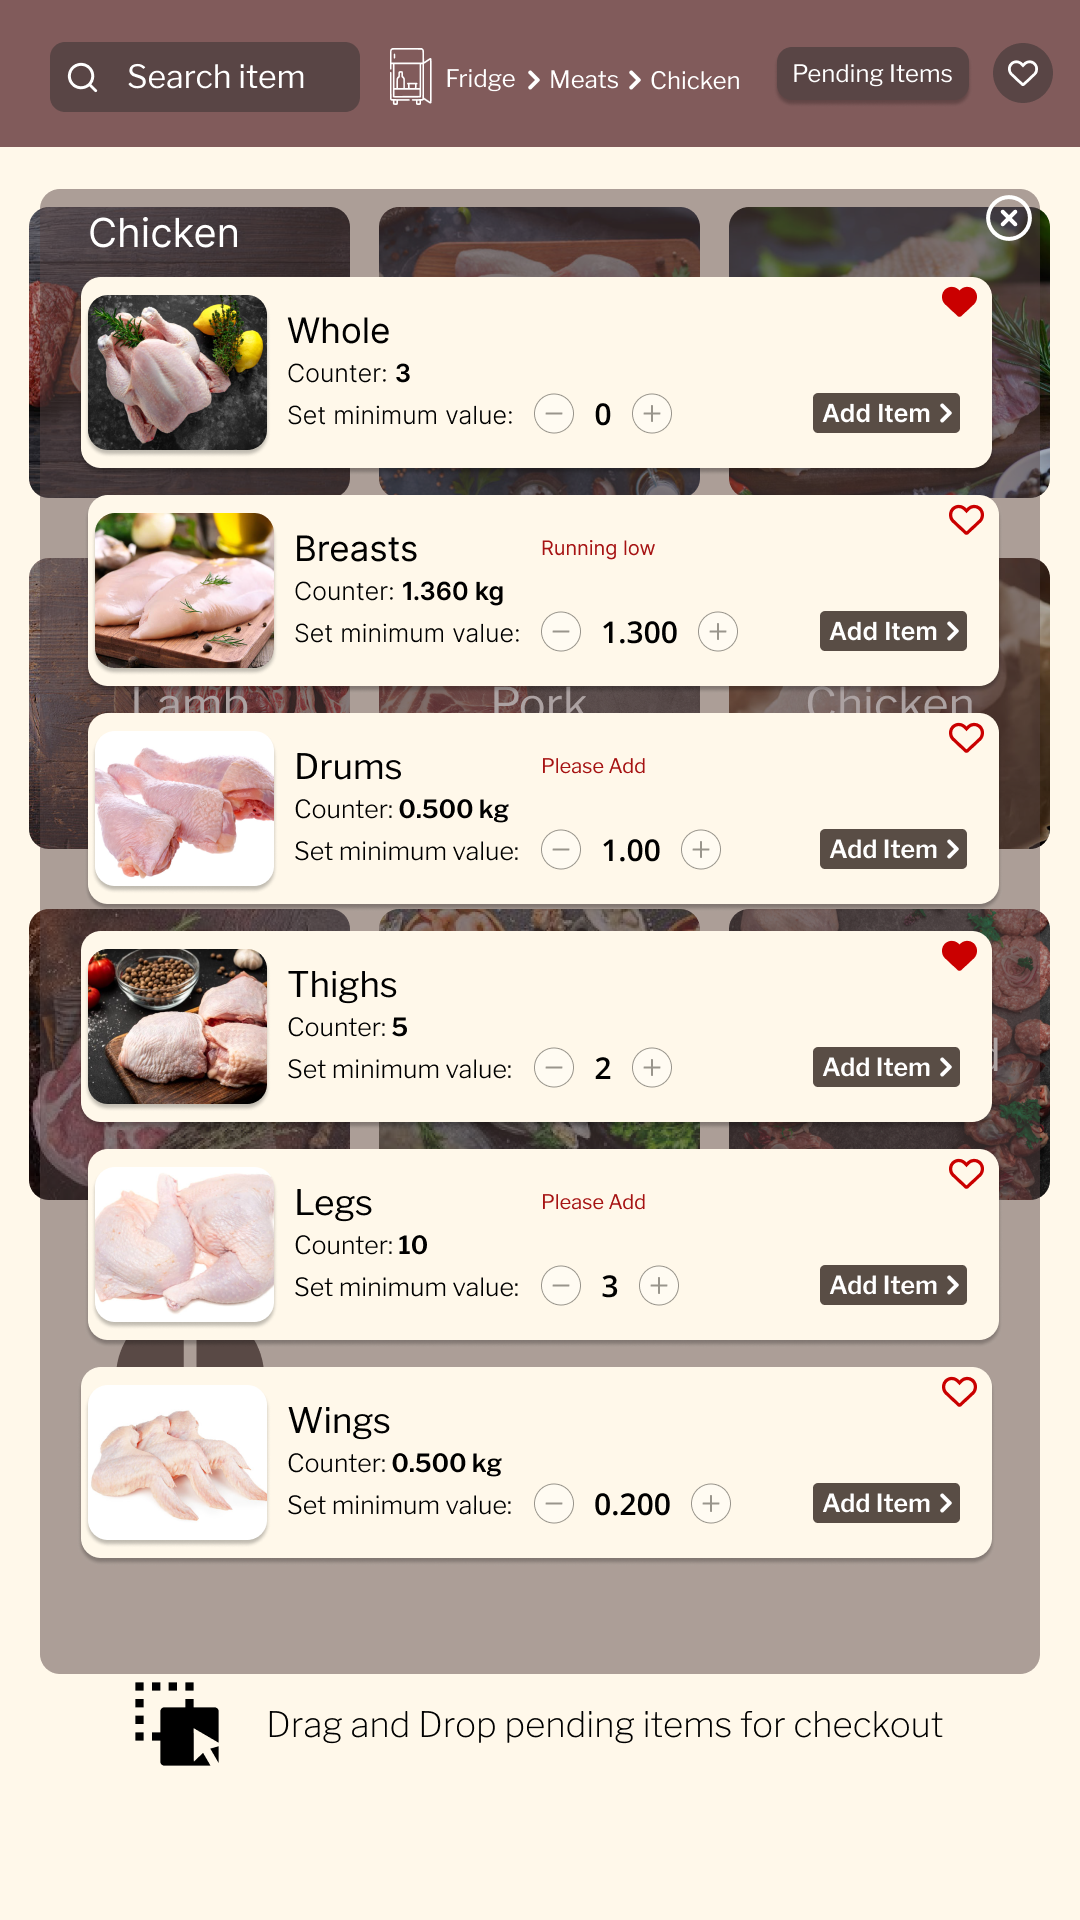 Search item
Fridge > Meats > Chicken
Pending Items
Chicken
Whole
Counter: 3
Set minimum value: − 0 +
Add Item >
Breasts
Running low
Counter: 1.360 kg
Set minimum value: − 1.300 +
Add Item >
Lamb
Pork
Chicken
Drums
Please Add
Counter: 0.500 kg
Set minimum value: − 1.00 +
Add Item >
Thighs
Counter: 5
Set minimum value: − 2 +
Add Item >
Legs
Please Add
Counter: 10
Set minimum value: − 3 +
Add Item >
Wings
Counter: 0.500 kg
Set minimum value: − 0.200 +
Add Item >
Drag and Drop pending items for checkout